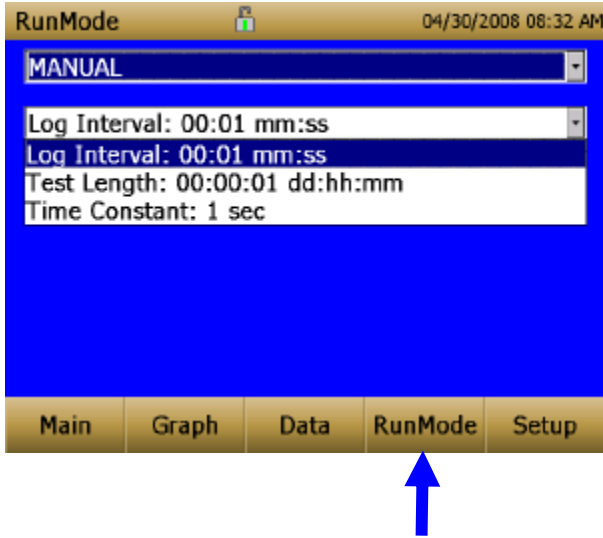 RunMode 04/30/2008 08:32 AM
MANUAL
Log Interval: 00:01 mm:ss
Log Interval: 00:01 mm:ss
Test Length: 00:00:01 dd:hh:mm
Time Constant: 1 sec
Main Graph Data RunMode Setup